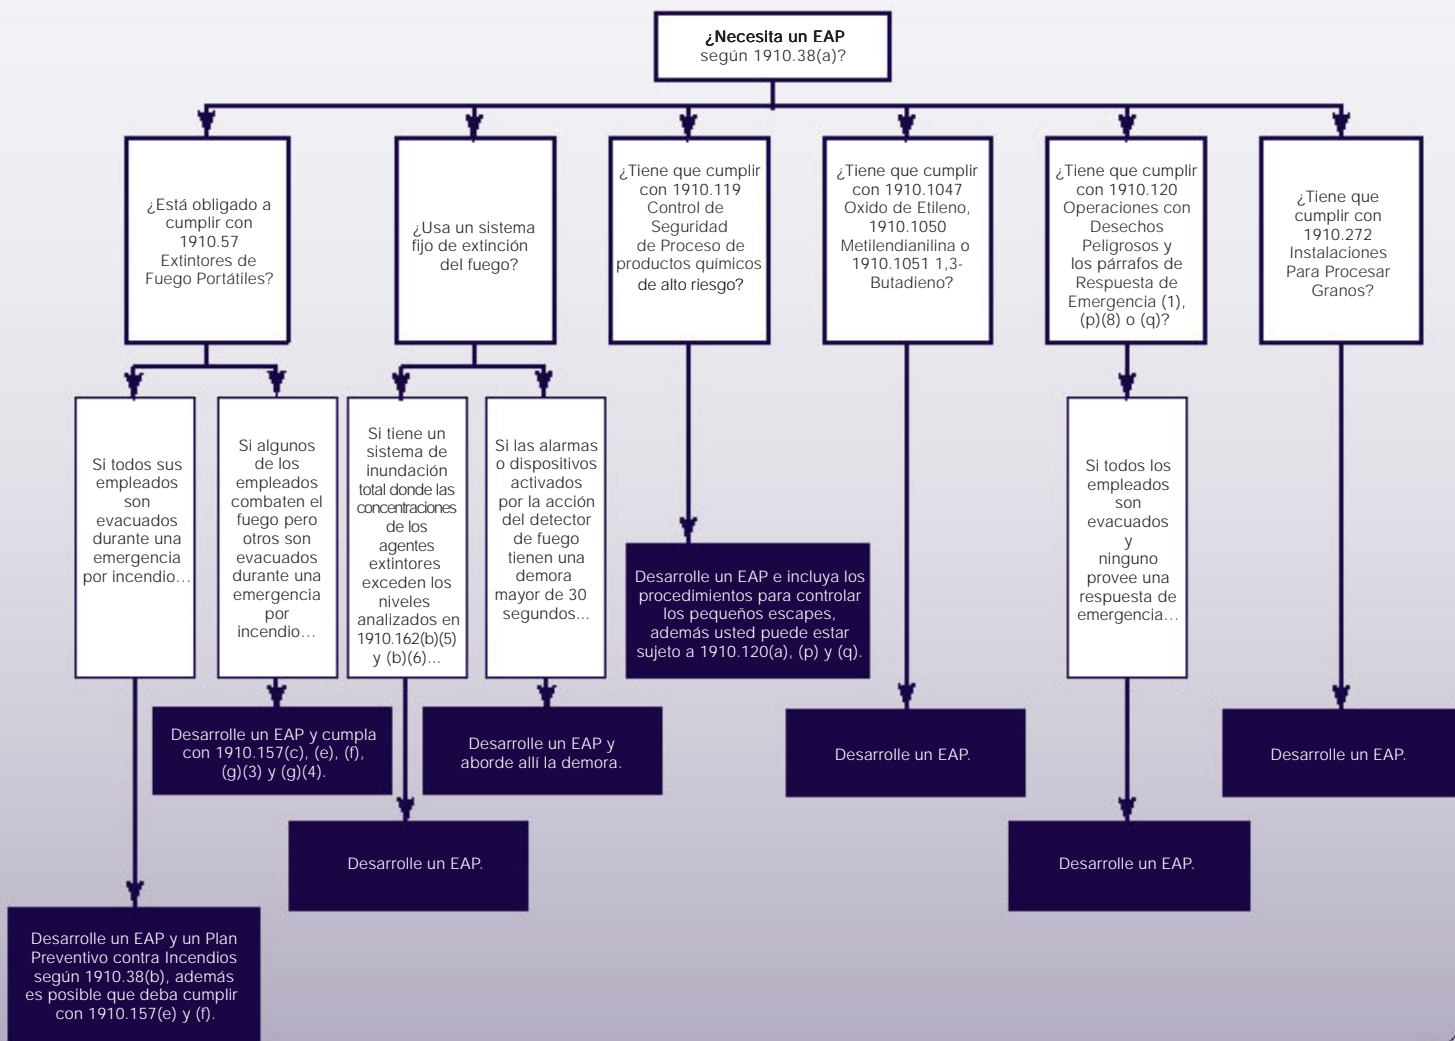 ¿Necesita un EAP
según 1910.38(a)?
¿Está obligado a
cumplir con
1910.57
Extintores de
Fuego Portátiles?
¿Usa un sistema
fijo de extinción
del fuego?
¿Tiene que cumplir
con 1910.119
Control de
Seguridad
de Proceso de
productos químicos
de alto riesgo?
¿Tiene que cumplir
con 1910.1047
Oxido de Etileno,
1910.1050
Metilendianilina o
1910.1051 1,3-
Butadieno?
¿Tiene que cumplir
con 1910.120
Operaciones con
Desechos
Peligrosos y
los párrafos de
Respuesta de
Emergencia (1),
(p)(8) o (q)?
¿Tiene que
cumplir con
1910.272
Instalaciones
Para Procesar
Granos?
Si todos sus
empleados
son
evacuados
durante una
emergencia
por incendio...
Si algunos
de los
empleados
combaten el
fuego pero
otros son
evacuados
durante una
emergencia
por
incendio...
Si tiene un
sistema de
inundación
total donde las
concentraciones
de los
agentes
extintores
exceden los
niveles
analizados en
1910.162(b)(5)
y (b)(6)...
Si las alarmas
o dispositivos
activados
por la acción
del detector
de fuego
tienen una
demora
mayor de 30
segundos...
Si todos los
empleados
son
evacuados
y
ninguno
provee una
respuesta de
emergencia...
Desarrolle un EAP e incluya los
procedimientos para controlar
los pequeños escapes,
además usted puede estar
sujeto a 1910.120(a), (p) y (q).
Desarrolle un EAP y cumpla
con 1910.157(c), (e), (f),
(g)(3) y (g)(4).
Desarrolle un EAP y
aborde allí la demora.
Desarrolle un EAP.
Desarrolle un EAP.
Desarrolle un EAP.
Desarrolle un EAP.
Desarrolle un EAP y un Plan
Preventivo contra Incendios
según 1910.38(b), además
es posible que deba cumplir
con 1910.157(e) y (f).